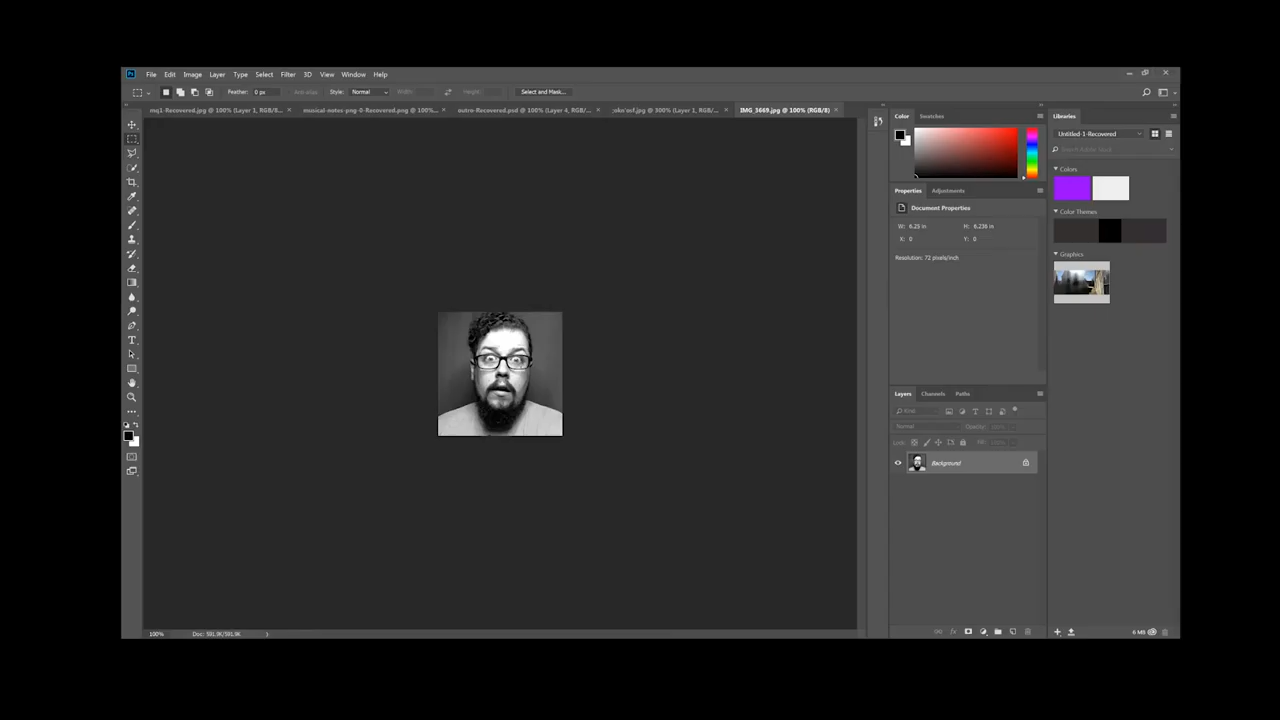 Ps File Edit Image Layer Type Select Filter 3D View Window Help
Feather: 0 px Anti-alias Style: Normal Width: Height: Select and Mask...
mq1-Recovered.jpg @ 100% (Layer 1, RGB/8... × musical-notes-png-0-Recovered.png @ 100%... × outro-Recovered.psd @ 100% (Layer 4, RGB/... × @ 300% (Layer 1, RGB/... × IMG_3669.jpg @ 100% (RGB/8) ×
Color Swatches
Libraries
Untitled-1-Recovered
Search Adobe Stock
Colors
Properties Adjustments
Document Properties
Color Themes
W: 6.25 in H: 6.236 in
X: 0 Y: 0
Graphics
Resolution: 72 pixels/inch
Layers Channels Paths
Kind
Normal Opacity: 100%
Lock: Fill: 100%
Background
100% Doc: 591.9K/591.9K
6 MB